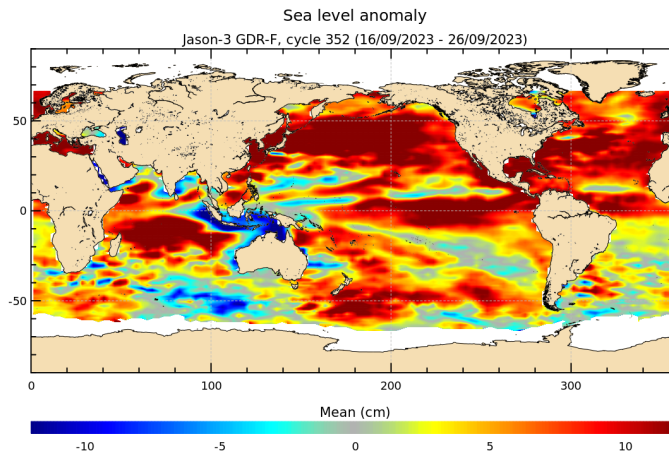 Sea level anomaly
Jason-3 GDR-F, cycle 352 (16/09/2023 - 26/09/2023)
50
0
-50
0 100 200 300
Mean (cm)
-10 -5 0 5 10